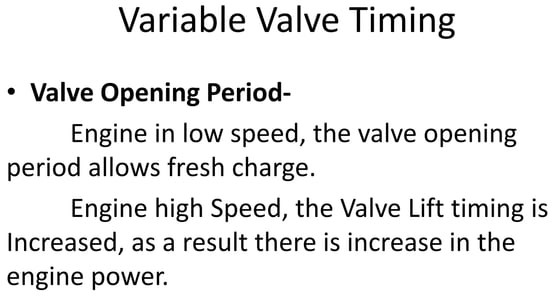 Variable Valve Timing
• Valve Opening Period-
Engine in low speed, the valve opening
period allows fresh charge.
Engine high Speed, the Valve Lift timing is
Increased, as a result there is increase in the
engine power.